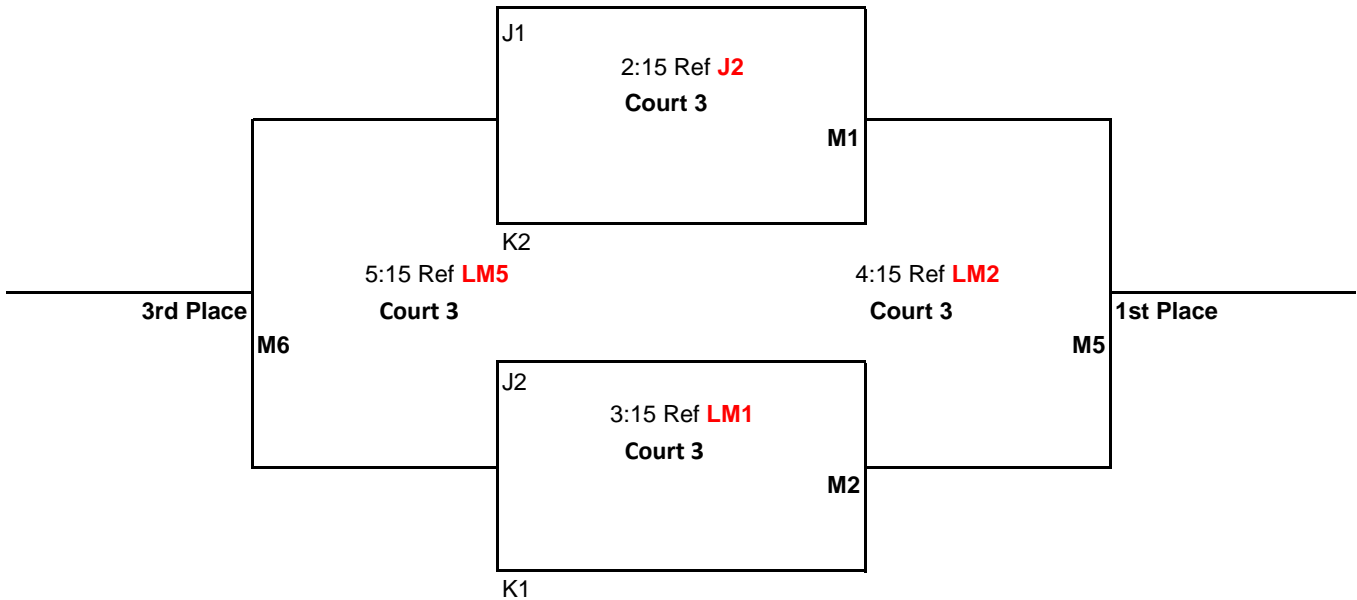 J1
2:15 Ref J2
Court 3
M1
K2
5:15 Ref LM5
Court 3
4:15 Ref LM2
Court 3
3rd Place
1st Place
M6
M5
J2
3:15 Ref LM1
Court 3
M2
K1